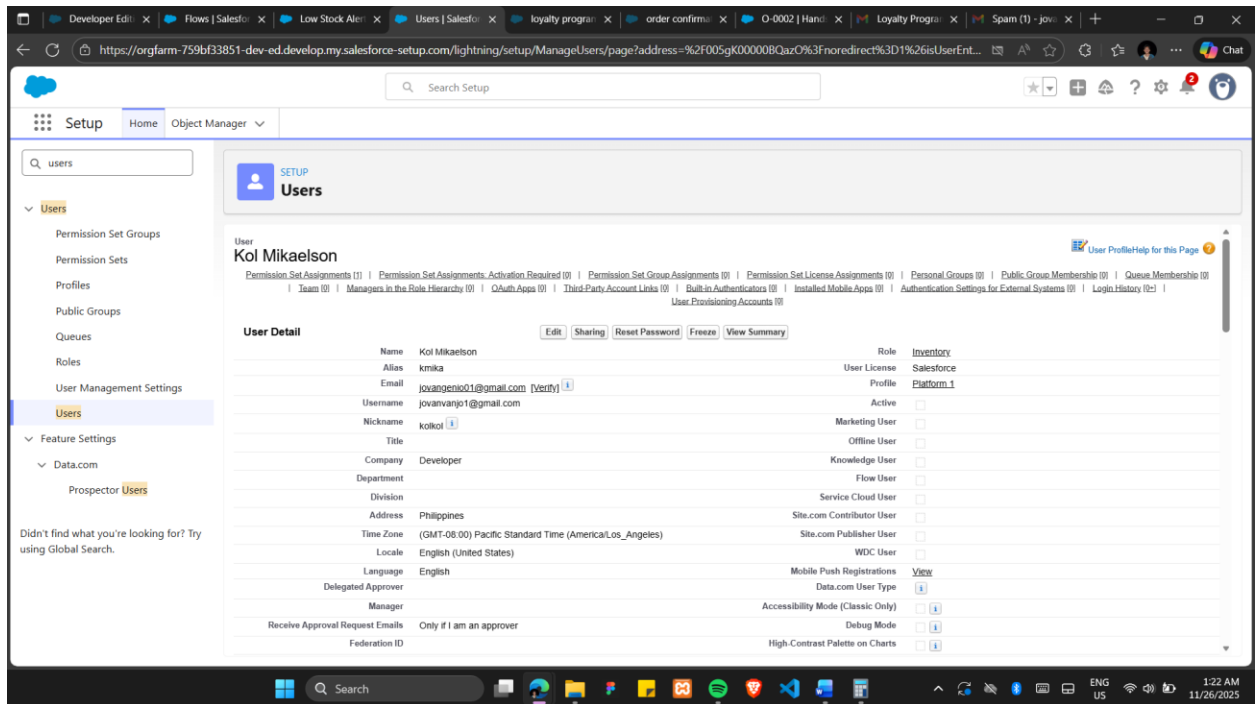 Developer Editi
Flows | Salesfor
Low Stock Alert
Users | Salesfor
loyalty program
order confirmat
O-0002 | Hand
Loyalty Program
Spam (1) - jova
https://orgfarm-759bf33851-dev-ed.develop.my.salesforce-setup.com/lightning/setup/ManageUsers/page?address=%2F005gK00000BQazO%3Fnoredirect%3D1%26isUserEnt...
Chat
Search Setup
2
Setup
Home
Object Manager
users
SETUP
Users
Users
Permission Set Groups
Permission Sets
Profiles
Public Groups
Queues
Roles
User Management Settings
Users
Feature Settings
Data.com
Prospector Users
Didn't find what you're looking for? Try
using Global Search.
User
Kol Mikaelson
User Profile Help for this Page
Permission Set Assignments [1] | Permission Set Assignments: Activation Required [0] | Permission Set Group Assignments [0] | Permission Set License Assignments [0] | Personal Groups [0] | Public Group Membership [0] | Queue Membership [0]
| Team [0] | Managers in the Role Hierarchy [0] | OAuth Apps [0] | Third-Party Account Links [0] | Built-in Authenticators [0] | Installed Mobile Apps [0] | Authentication Settings for External Systems [0] | Login History [0+] |
User Provisioning Accounts [0]
User Detail
Edit Sharing Reset Password Freeze View Summary
Name Kol Mikaelson Role Inventory
Alias kmika User License Salesforce
Email jovangenio01@gmail.com [Verify] Profile Platform 1
Username jovanvanjo1@gmail.com Active
Nickname kolkol Marketing User
Title Offline User
Company Developer Knowledge User
Department Flow User
Division Service Cloud User
Address Philippines Site.com Contributor User
Time Zone (GMT-08:00) Pacific Standard Time (America/Los_Angeles) Site.com Publisher User
Locale English (United States) WDC User
Language English Mobile Push Registrations View
Delegated Approver Data.com User Type
Manager Accessibility Mode (Classic Only)
Receive Approval Request Emails Only if I am an approver Debug Mode
Federation ID High-Contrast Palette on Charts
Search
ENG
US
1:22 AM
11/26/2025